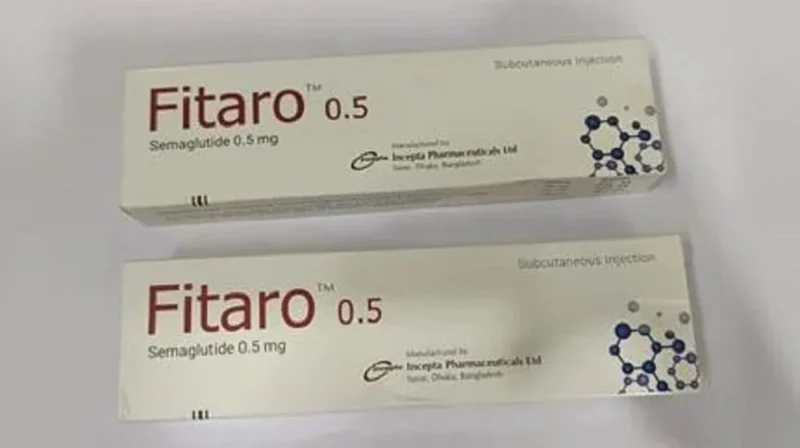 Subcutaneous Injection
Fitaro™ 0.5
Semaglutide 0.5 mg
Manufactured by
Incepta Pharmaceuticals Ltd
Savar, Dhaka, Bangladesh
Subcutaneous Injection
Fitaro™ 0.5
Semaglutide 0.5 mg
Manufactured by
Incepta Pharmaceuticals Ltd
Savar, Dhaka, Bangladesh